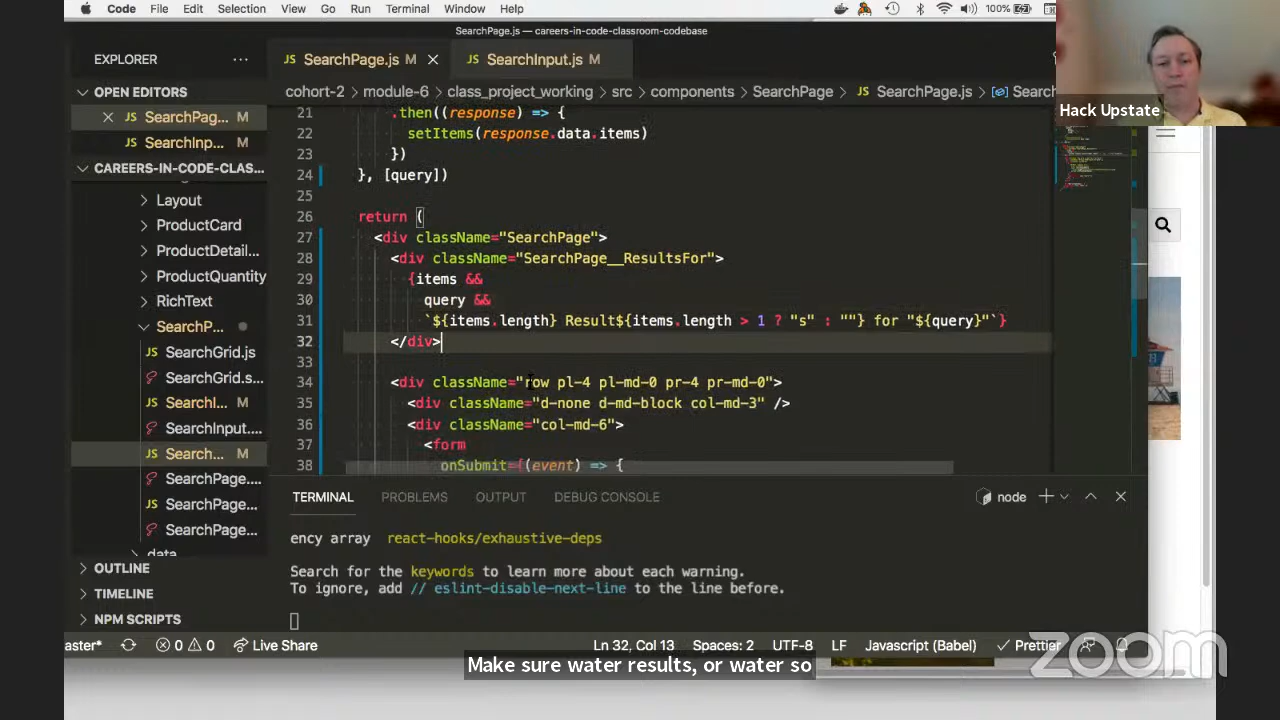 Code File Edit Selection View Go Run Terminal Window Help 100%
SearchPage.js — careers-in-code-classroom-codebase
EXPLORER
SearchPage.js M
SearchInput.js M
OPEN EDITORS
cohort-2 > module-6 > class_project_working > src > components > SearchPage > SearchPage.js > Search
SearchPag... M
SearchInp... M
CAREERS-IN-CODE-CLAS...
Layout
ProductCard
ProductDetail...
ProductQuantity
RichText
SearchP...
SearchGrid.js
SearchGrid.s...
SearchI... M
SearchInput....
Search... M
SearchPage....
SearchPage...
SearchPage...
data
OUTLINE
TIMELINE
NPM SCRIPTS
21 .then((response) => {
22 setItems(response.data.items)
23 })
24 }, [query])
25
26 return (
27 <div className="SearchPage">
28 <div className="SearchPage__ResultsFor">
29 {items &&
30 query &&
31 `${items.length} Result${items.length > 1 ? "s" : ""} for "${query}"`}
32 </div>
33
34 <div className="row pl-4 pl-md-0 pr-4 pr-md-0">
35 <div className="d-none d-md-block col-md-3" />
36 <div className="col-md-6">
37 <form
38 onSubmit={(event) => {
TERMINAL PROBLEMS OUTPUT DEBUG CONSOLE node
ency array react-hooks/exhaustive-deps
Search for the keywords to learn more about each warning.
To ignore, add // eslint-disable-next-line to the line before.
aster* 0 0 Live Share Ln 32, Col 13 Spaces: 2 UTF-8 LF Javascript (Babel) Prettier
Make sure water results, or water so
Hack Upstate
zoom